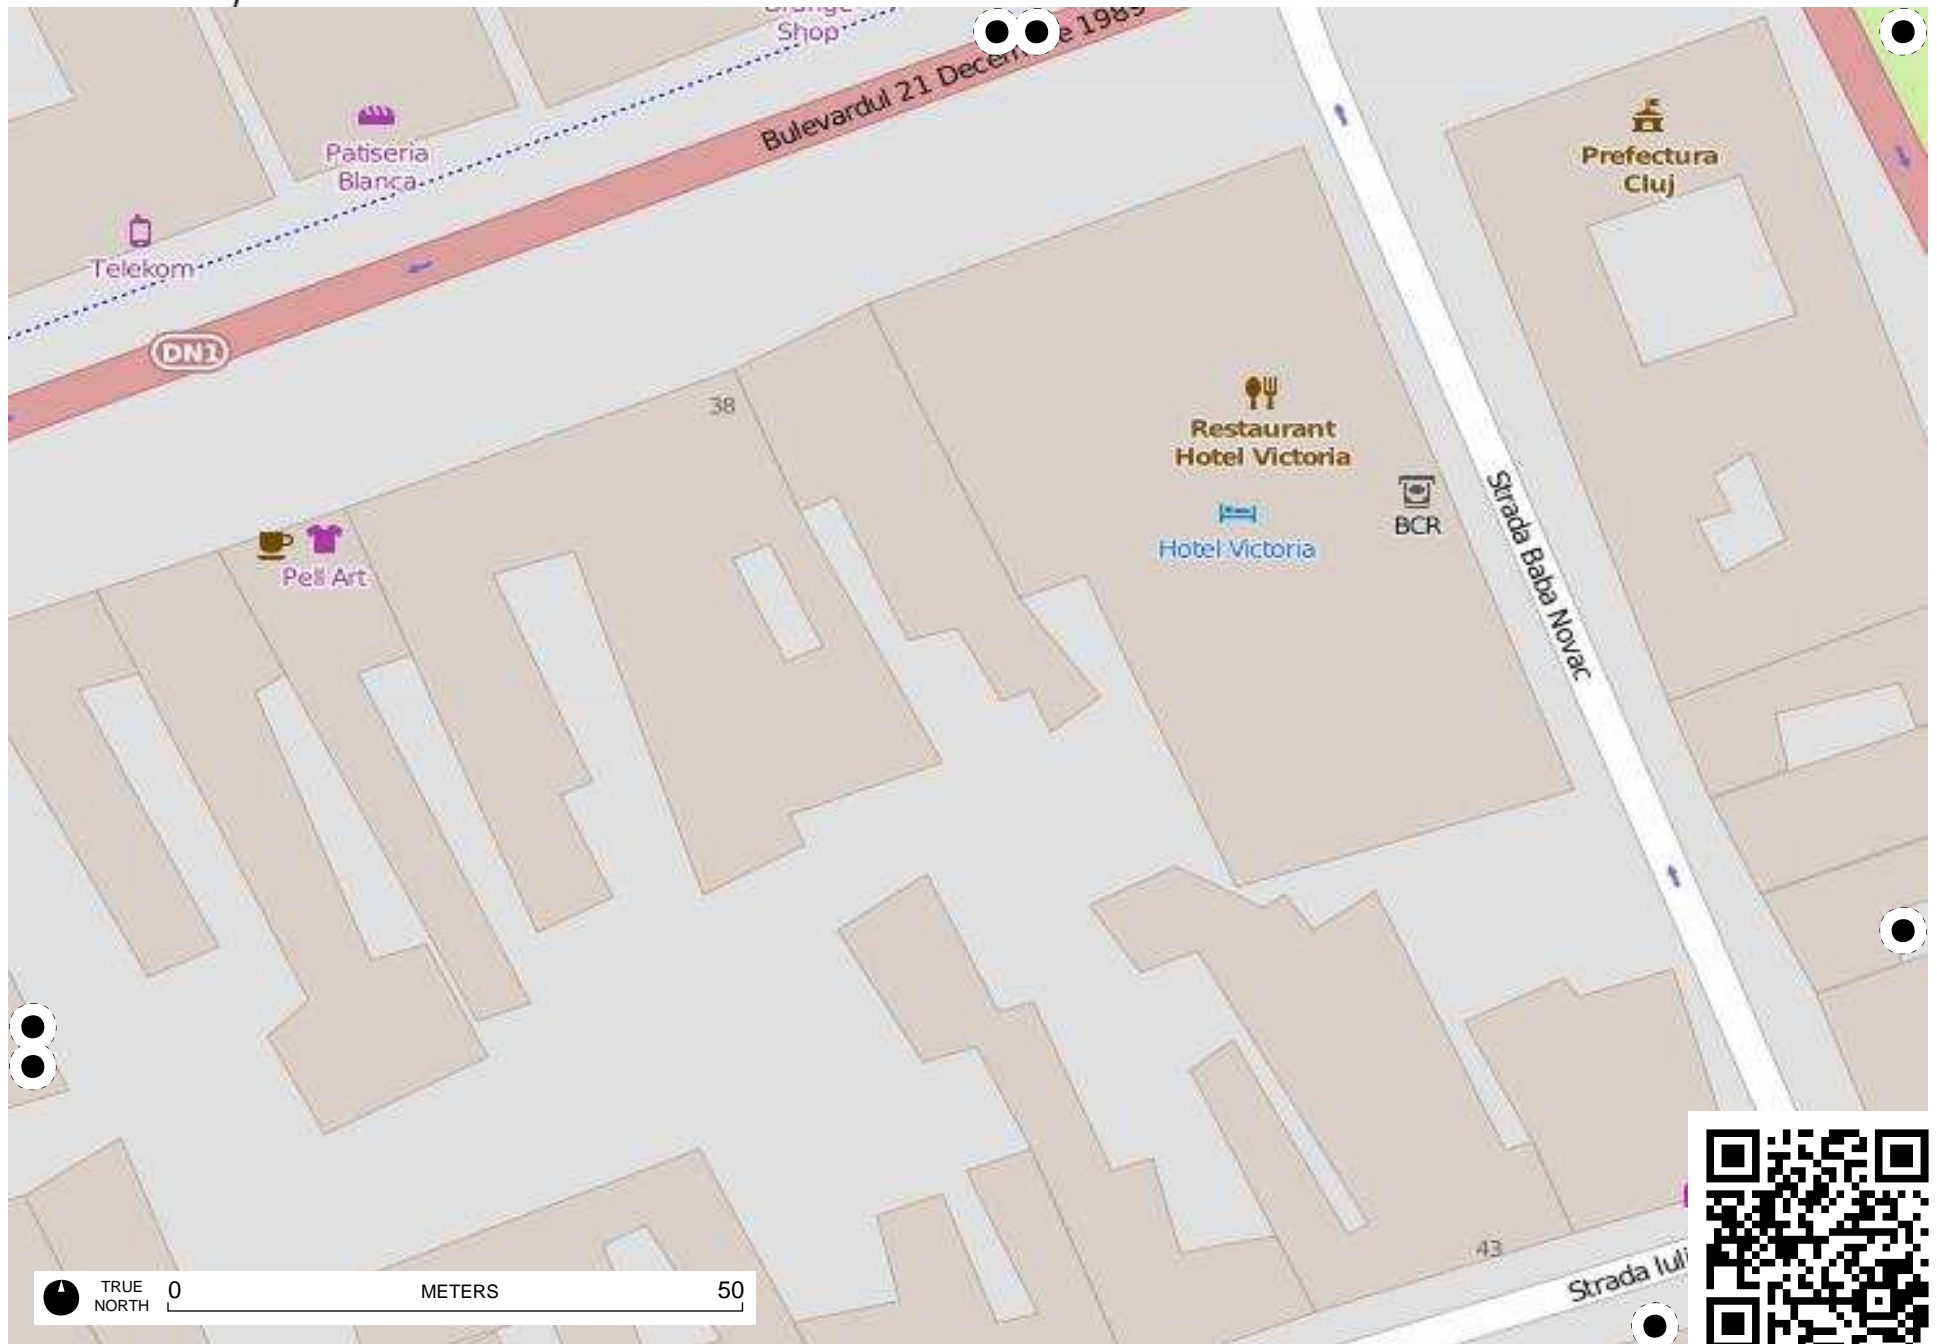 Shop
Bulevardul 21 Decem
e 1989
Patiseria
Blanca
Prefectura
Cluj
Telekom
DN1
38
Restaurant
Hotel Victoria
BCR
Hotel Victoria
Strada Baba Novac
Pell Art
43
Strada Iuli
TRUE
NORTH
0
METERS
50